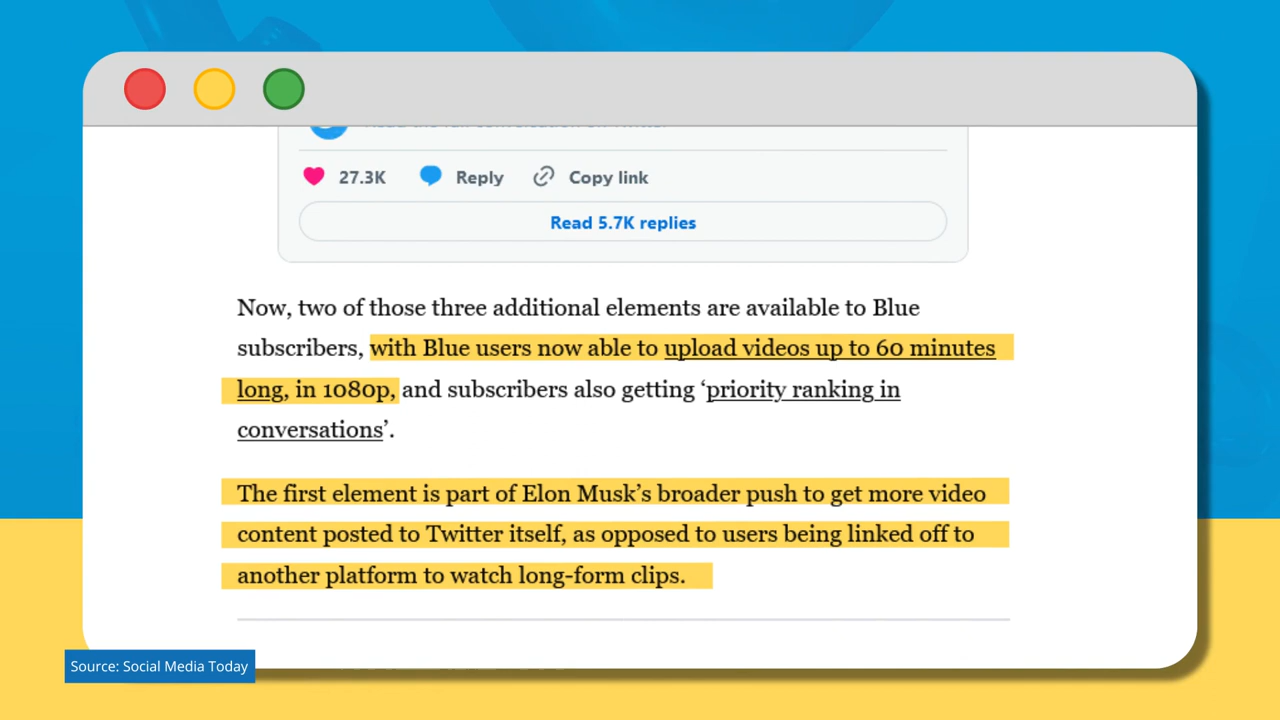 27.3K Reply Copy link
Read 5.7K replies
Now, two of those three additional elements are available to Blue
subscribers, with Blue users now able to upload videos up to 60 minutes
long, in 1080p, and subscribers also getting ‘priority ranking in
conversations’.
The first element is part of Elon Musk’s broader push to get more video
content posted to Twitter itself, as opposed to users being linked off to
another platform to watch long-form clips.
Source: Social Media Today